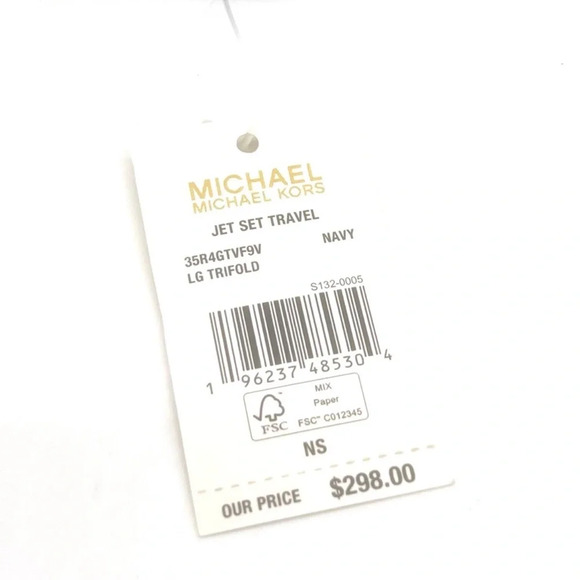 MICHAEL
MICHAEL KORS
JET SET TRAVEL
35R4GTVF9V NAVY
LG TRIFOLD
S132-0005
1 96237 48530 4
FSC
MIX
Paper
FSC™ C012345
NS
OUR PRICE $298.00